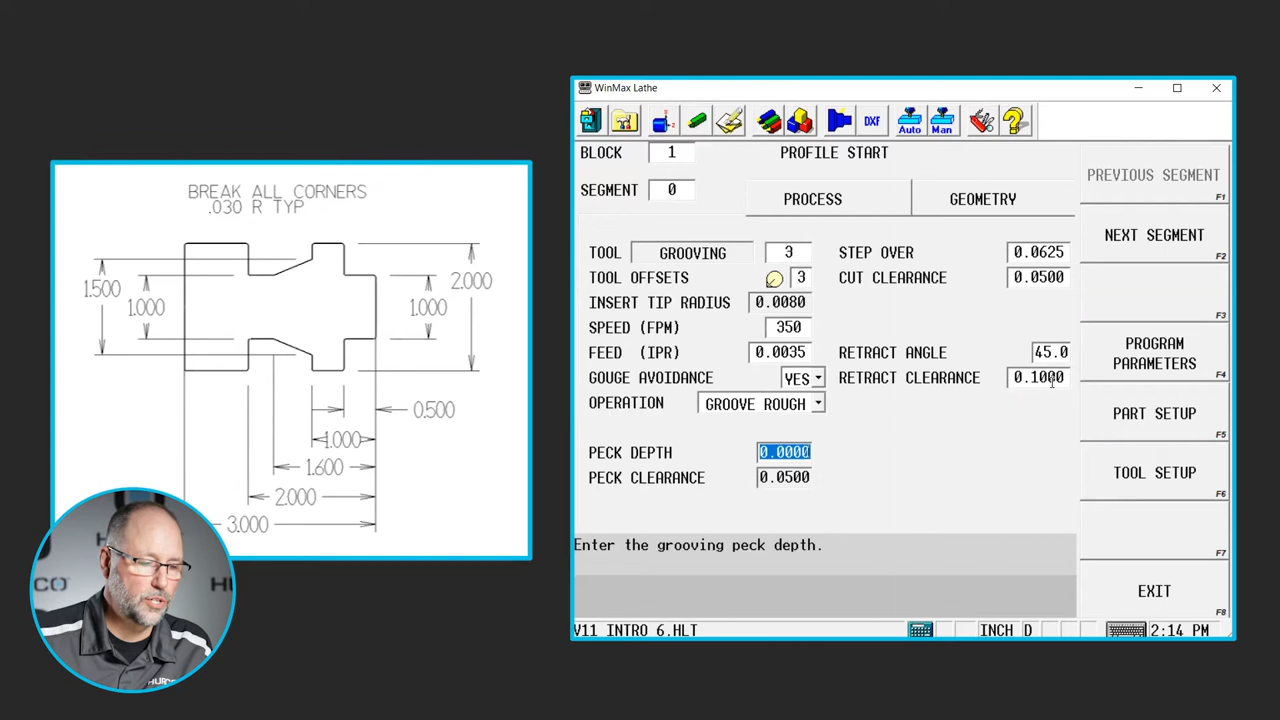 BREAK ALL CORNERS
.030 R TYP
1.500
1.000
1.000
2.000
0.500
1.000
1.600
2.000
3.000
WinMax Lathe
DXF
Auto
Man
BLOCK 1 PROFILE START
SEGMENT 0
PROCESS GEOMETRY
TOOL GROOVING 3 STEP OVER 0.0625
TOOL OFFSETS 3 CUT CLEARANCE 0.0500
INSERT TIP RADIUS 0.0080
SPEED (FPM) 350
FEED (IPR) 0.0035 RETRACT ANGLE 45.0
GOUGE AVOIDANCE YES RETRACT CLEARANCE 0.1000
OPERATION GROOVE ROUGH
PECK DEPTH 0.0000
PECK CLEARANCE 0.0500
Enter the grooving peck depth.
V11 INTRO 6.HLT INCH D 2:14 PM
PREVIOUS SEGMENT
F1
NEXT SEGMENT
F2
F3
PROGRAM
PARAMETERS
F4
PART SETUP
F5
TOOL SETUP
F6
F7
EXIT
F8